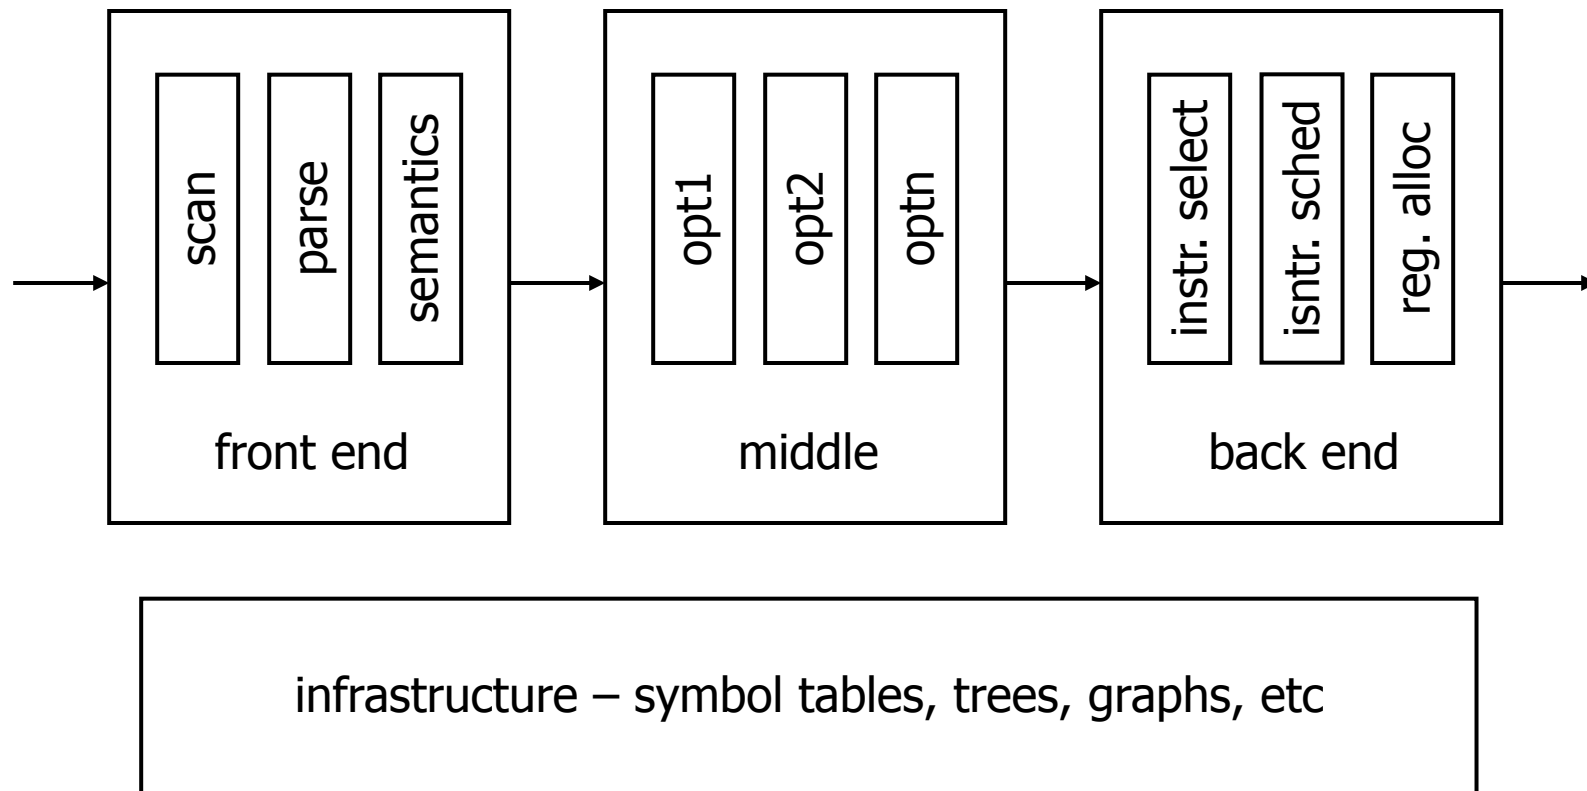 scan
parse
semantics
front end
opt1
opt2
optn
middle
instr. select
isntr. sched
reg. alloc
back end
infrastructure – symbol tables, trees, graphs, etc